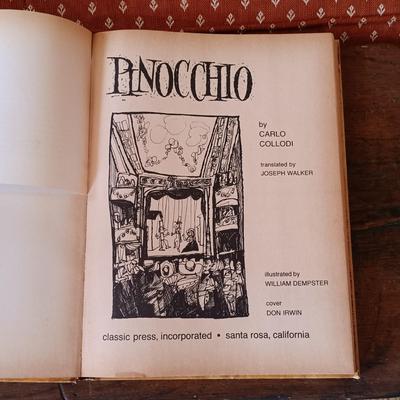 PINOCCHIO
by
CARLO
COLLODI
translated by
JOSEPH WALKER
illustrated by
WILLIAM DEMPSTER
cover
DON IRWIN
classic press, incorporated • santa rosa, california